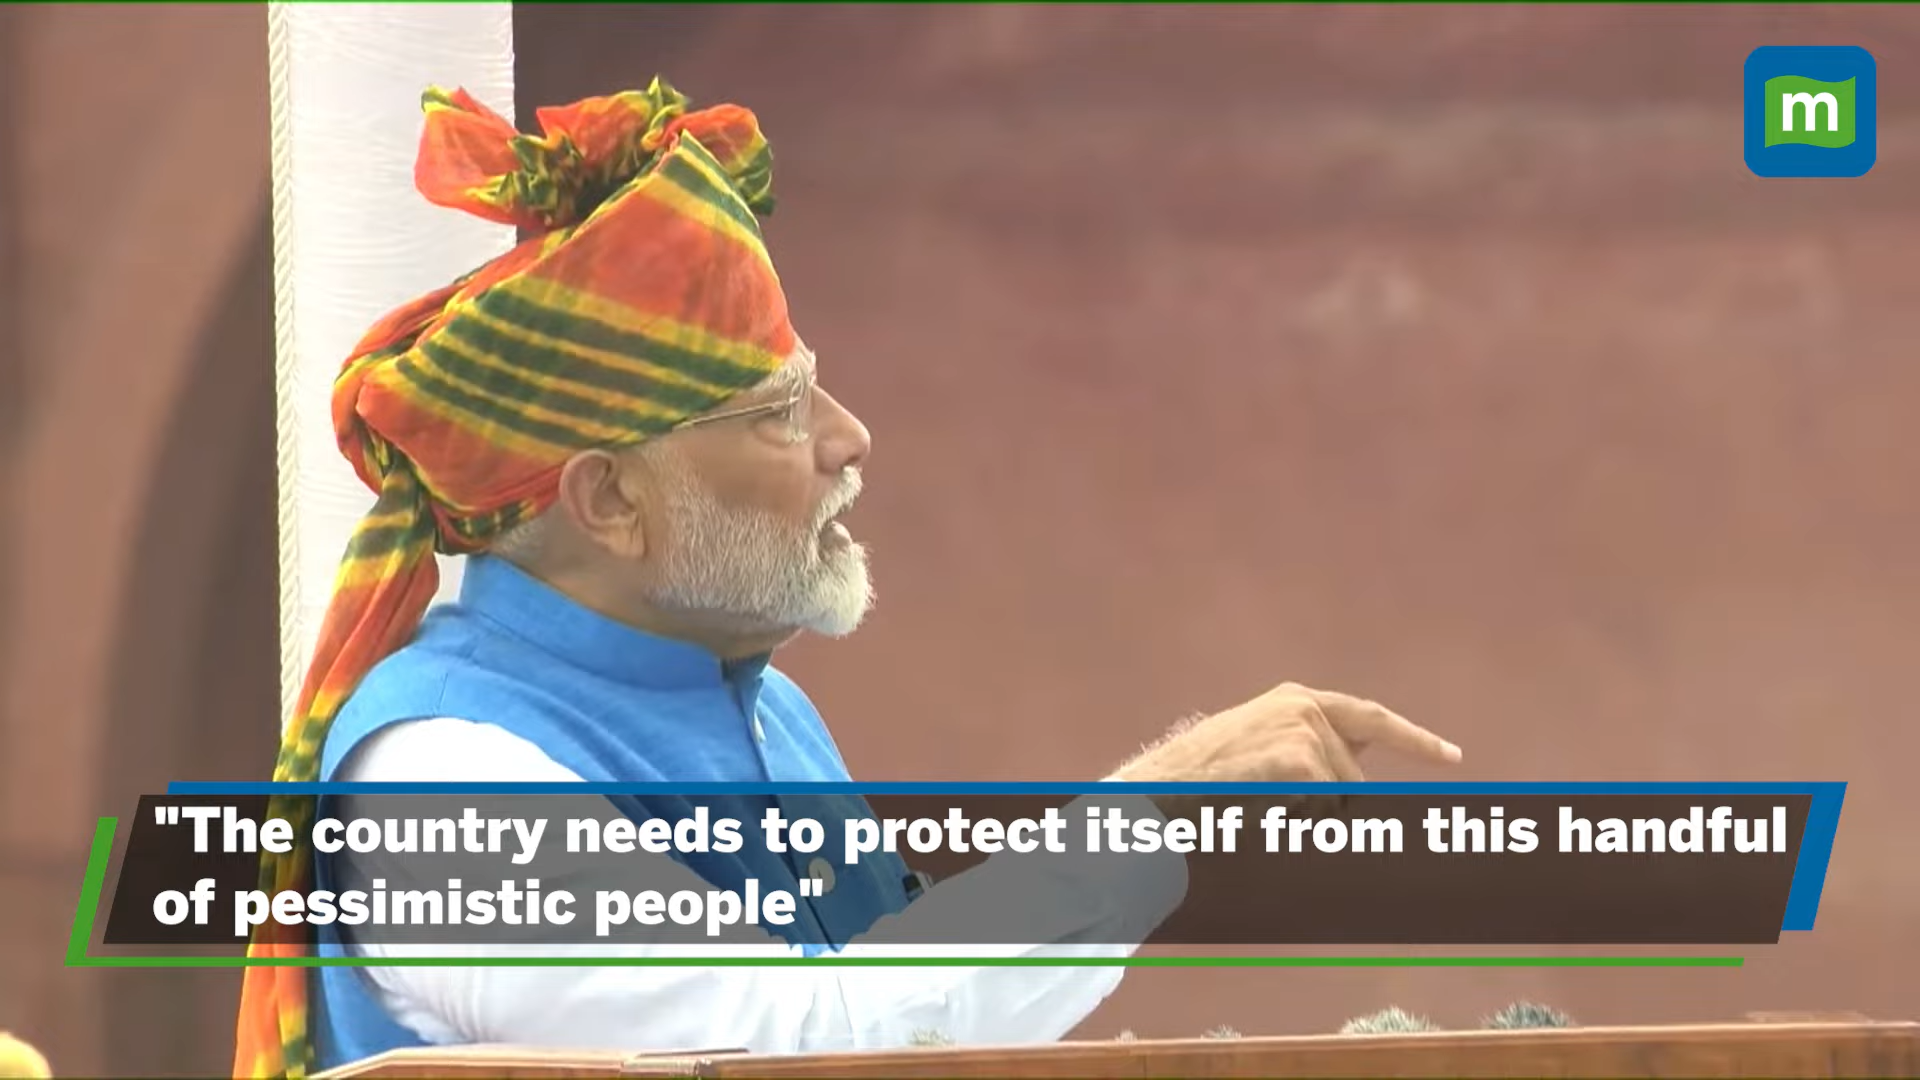 m
"The country needs to protect itself from this handful
of pessimistic people"